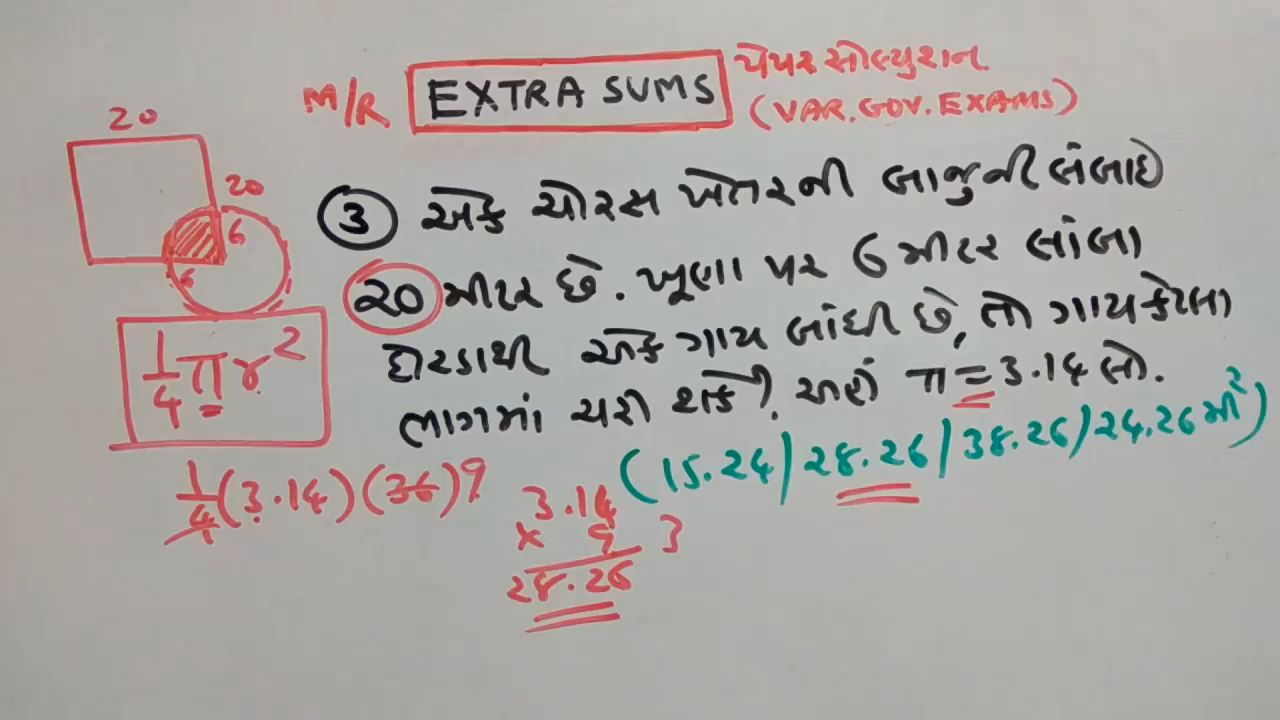 M/R EXTRA SUMS પેપર સોલ્યુશન
(VAR. GOV. EXAMS)
20
20
6
6
③ એક ચોરસ ખેતરની બાજુની લંબાઈ
20 મીટર છે. ખૂણા પર 6 મીટર લાંબા
દોરડાથી એક ગાય બાંધી છે, તો ગાય કેટલા
ભાગમાં ચરી શકે? અહીં π = 3.14 લો.
(15.24 / 28.26 / 38.26 / 24.26 મી²)
1/4 π r²
1/4 (3.14) (36) 9
3.14
× 9 3
28.26